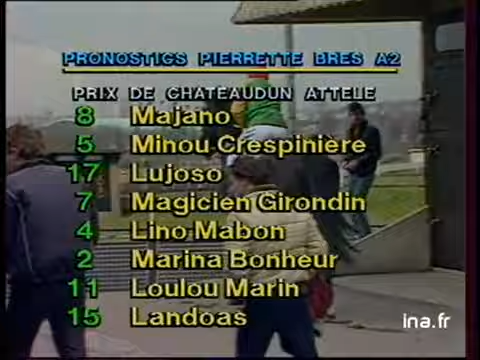 PRONOSTICS PIERRETTE BRES A2
PRIX DE CHATEAUDUN ATTELE
8 Majano
5 Minou Crespinière
17 Lujoso
7 Magicien Girondin
4 Lino Mabon
2 Marina Bonheur
11 Loulou Marin
15 Landoas
ina.fr